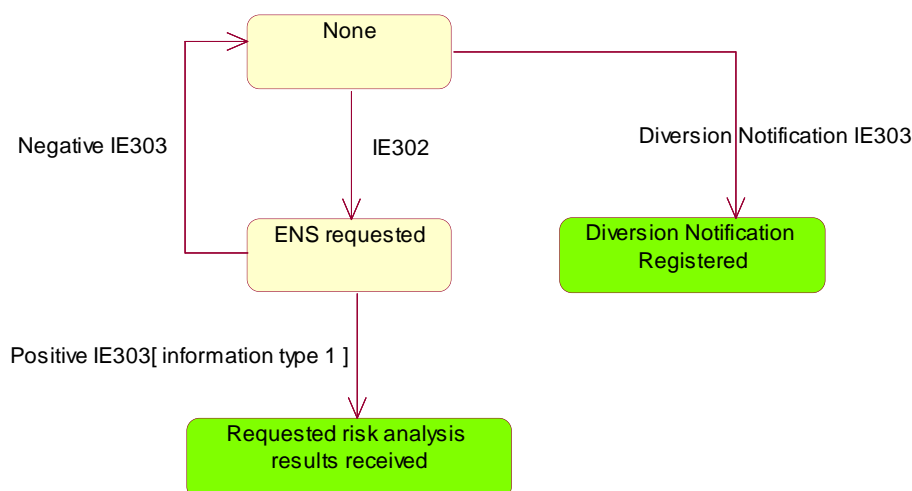 None
Negative IE303
IE302
Diversion Notification IE303
ENS requested
Diversion Notification
Registered
Positive IE303[ information type 1 ]
Requested risk analysis
results received